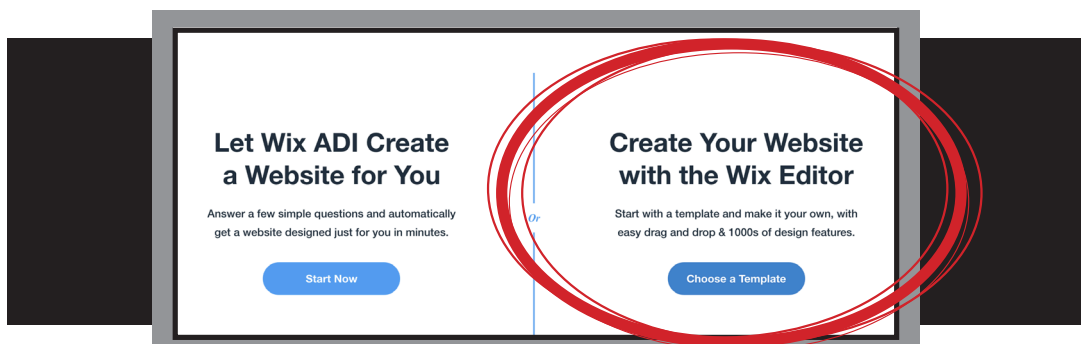 Let Wix ADI Create
a Website for You
Answer a few simple questions and automatically
get a website designed just for you in minutes.
Start Now
Or
Create Your Website
with the Wix Editor
Start with a template and make it your own, with
easy drag and drop & 1000s of design features.
Choose a Template